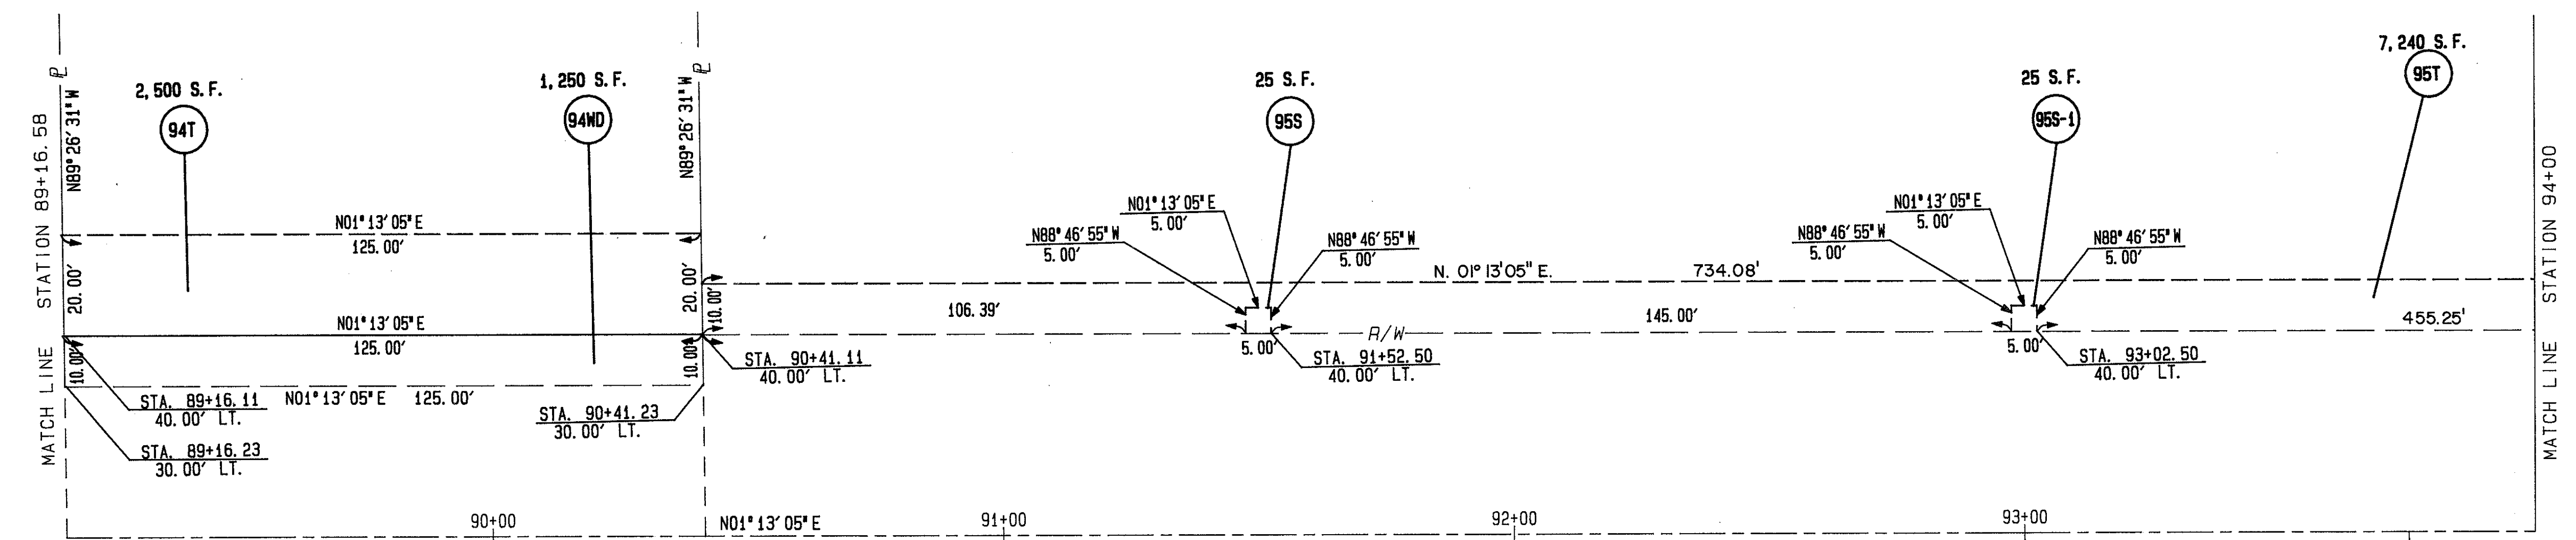 MATCH LINE STATION 89+16.58
P̲L̲
N89°26'31"W
2,500 S.F.
94T
1,250 S.F.
94WD
P̲L̲
N89°26'31"W
25 S.F.
95S
25 S.F.
95S-1
7,240 S.F.
95T
MATCH LINE STATION 94+00
N01°13'05"E
125.00'
20.00'
20.00'
10.00'
N01°13'05"E
5.00'
N88°46'55"W
5.00'
N88°46'55"W
5.00'
N01°13'05"E
5.00'
N88°46'55"W
5.00'
N88°46'55"W
5.00'
N. 01°13'05" E.
734.08'
106.39'
145.00'
455.25'
N01°13'05"E
125.00'
R/W
5.00'
5.00'
10.00'
10.00'
STA. 90+41.11
40.00' LT.
STA. 91+52.50
40.00' LT.
STA. 93+02.50
40.00' LT.
N01°13'05"E 125.00'
STA. 89+16.11
40.00' LT.
STA. 90+41.23
30.00' LT.
STA. 89+16.23
30.00' LT.
90+00
N01°13'05"E
91+00
92+00
93+00